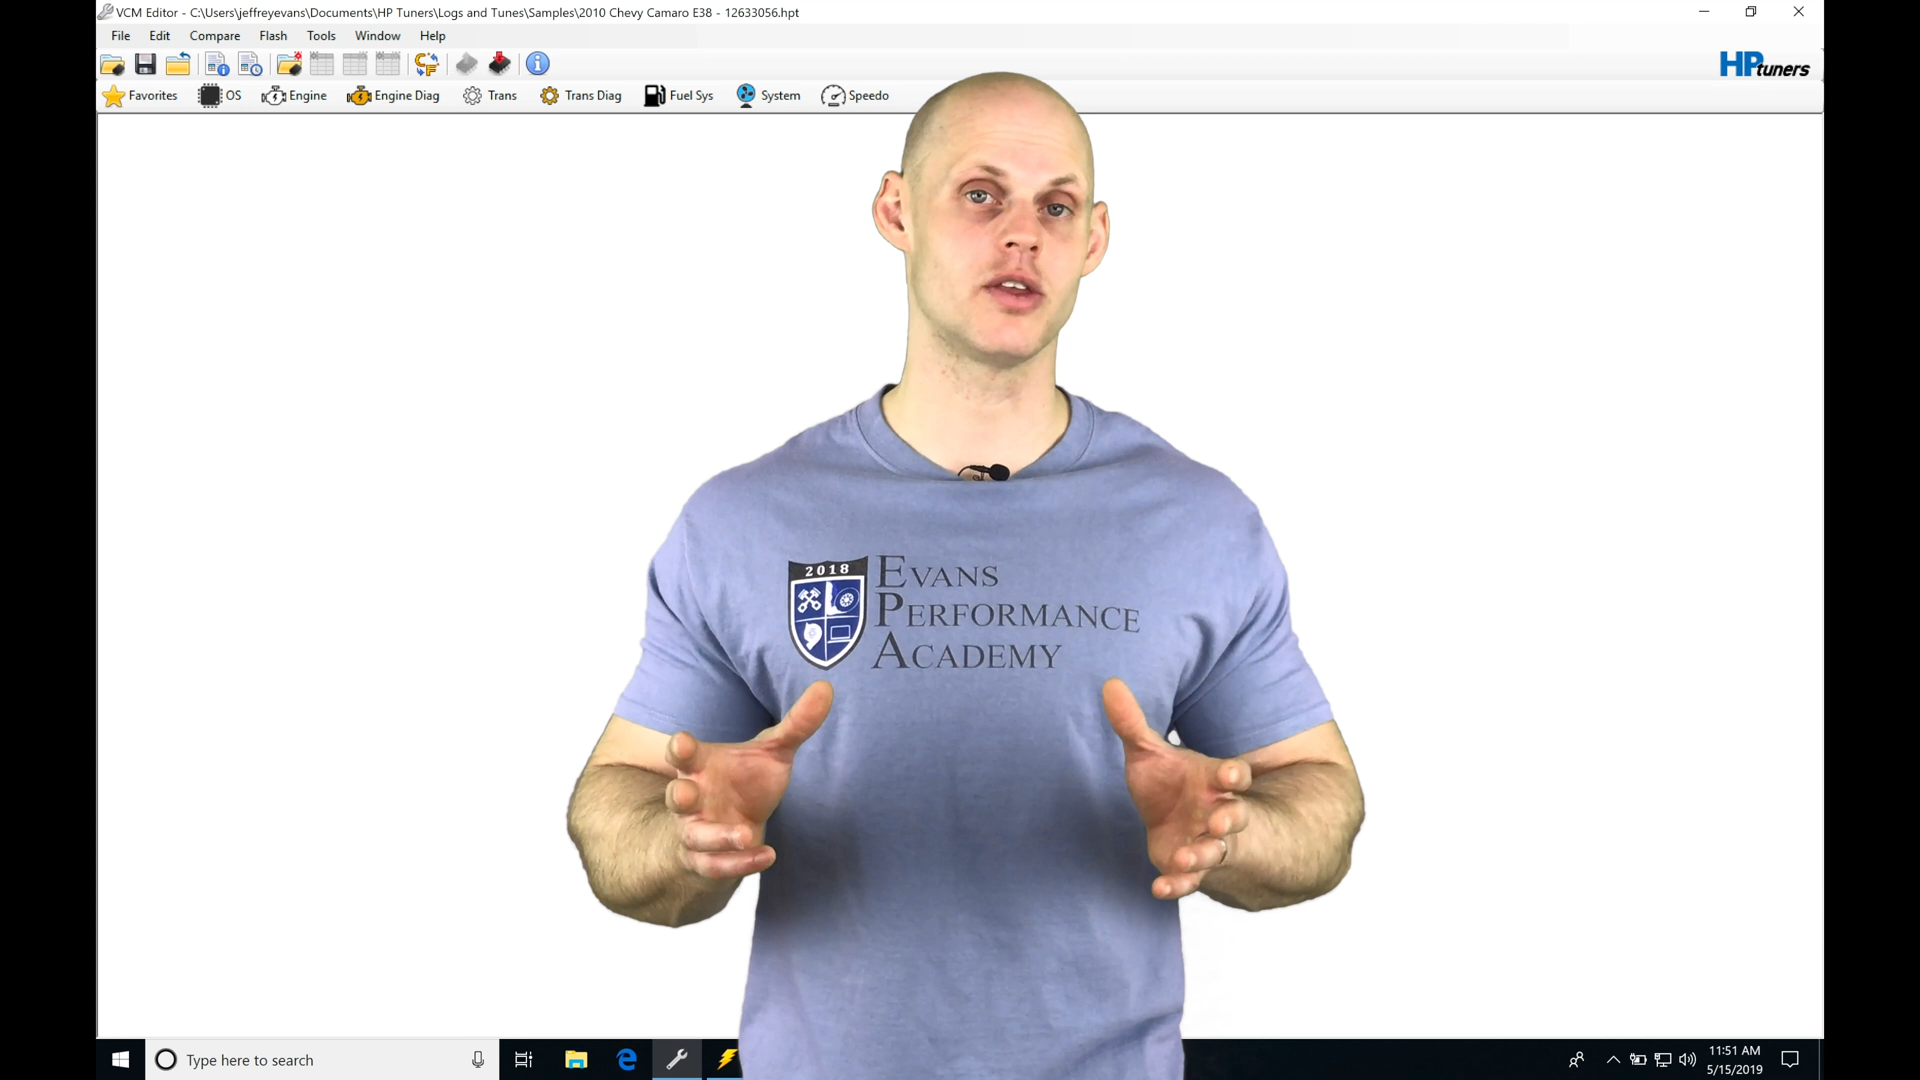 VCM Editor - C:\Users\jeffreyevans\Documents\HP Tuners\Logs and Tunes\Samples\2010 Chevy Camaro E38 - 12633056.hpt
File Edit Compare Flash Tools Window Help
HPtuners
Favorites OS Engine Engine Diag Trans Trans Diag Fuel Sys System Speedo
2018
EVANS
PERFORMANCE
ACADEMY
Type here to search
11:51 AM
5/15/2019